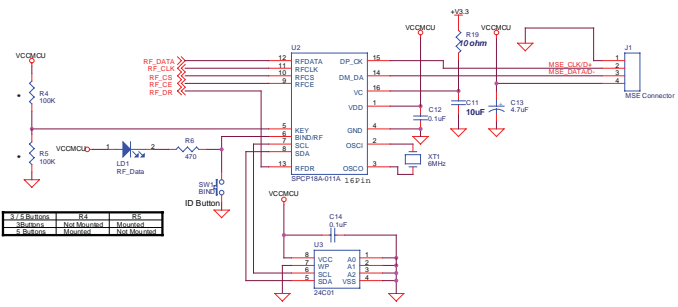 +V3.3
VCCMCU
VCCMCU
R19
10 ohm
J1
1
2
3
4
MSE_CLK/D+
MSE_DATA/D-
MSE Connector
U2
RF_DATA 12 RFDATA DP_CK 15
RF_CLK 11 RFCLK
RF_CS 10 RFCS DM_DA 14
RF_CE 9 RFCE
RF_DR
VC 16
VDD 1
5 KEY GND 4
6 BIND/RF
7 SCL OSCI 2
8 SDA
13 RFDR OSCO 3
SPCP18A-011A 16Pin
C11
10uF
C13
4.7uF
C12
0.1uF
XT1
6MHz
VCCMCU
R4
100K
R5
100K
VCCMCU 1 2
LD1
RF_Data
R6
470
SW1
BIND
ID Button
3 / 5 Buttons R4 R5
3Buttons Not Mounted Mounted
5 Buttons Mounted Not Mounted
VCCMCU
C14
0.1uF
U3
8 VCC A0 1
7 WP A1 2
6 SCL A2 3
5 SDA VSS 4
24C01